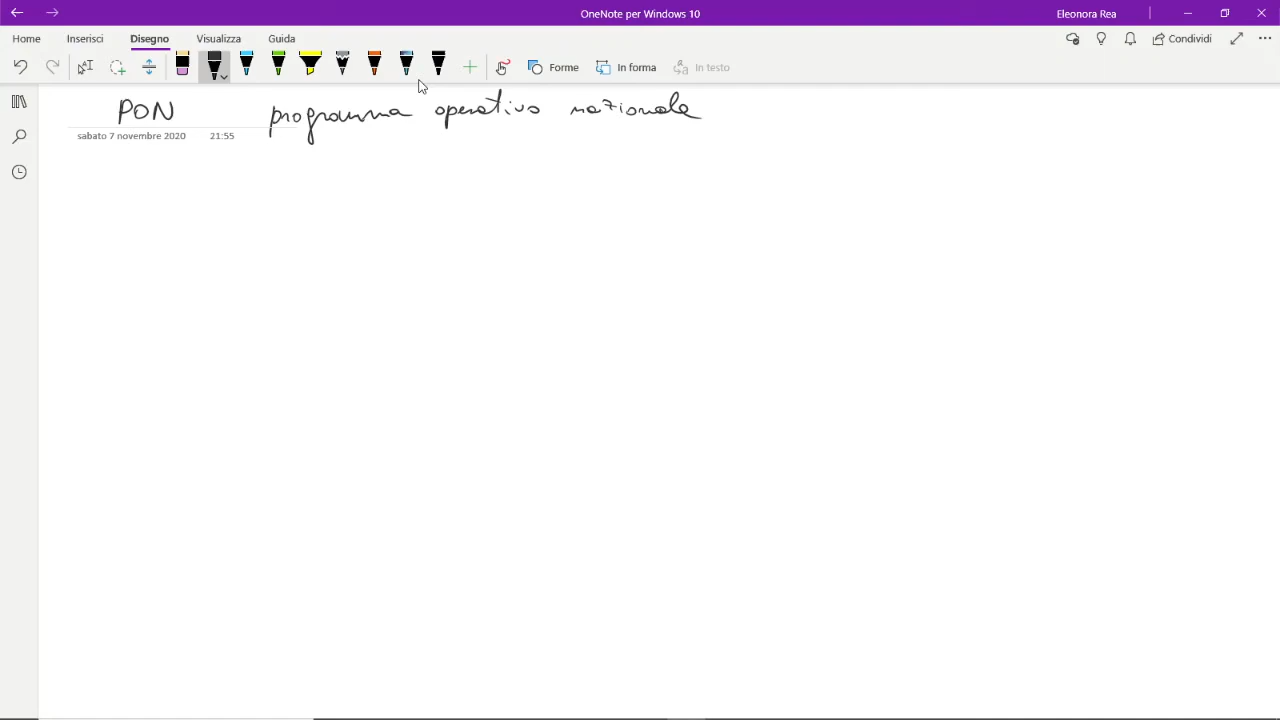 OneNote per Windows 10
Eleonora Rea
Home Inserisci Disegno Visualizza Guida
Condividi
Forme In forma In testo
PON programma operativo nazionale
sabato 7 novembre 2020 21:55